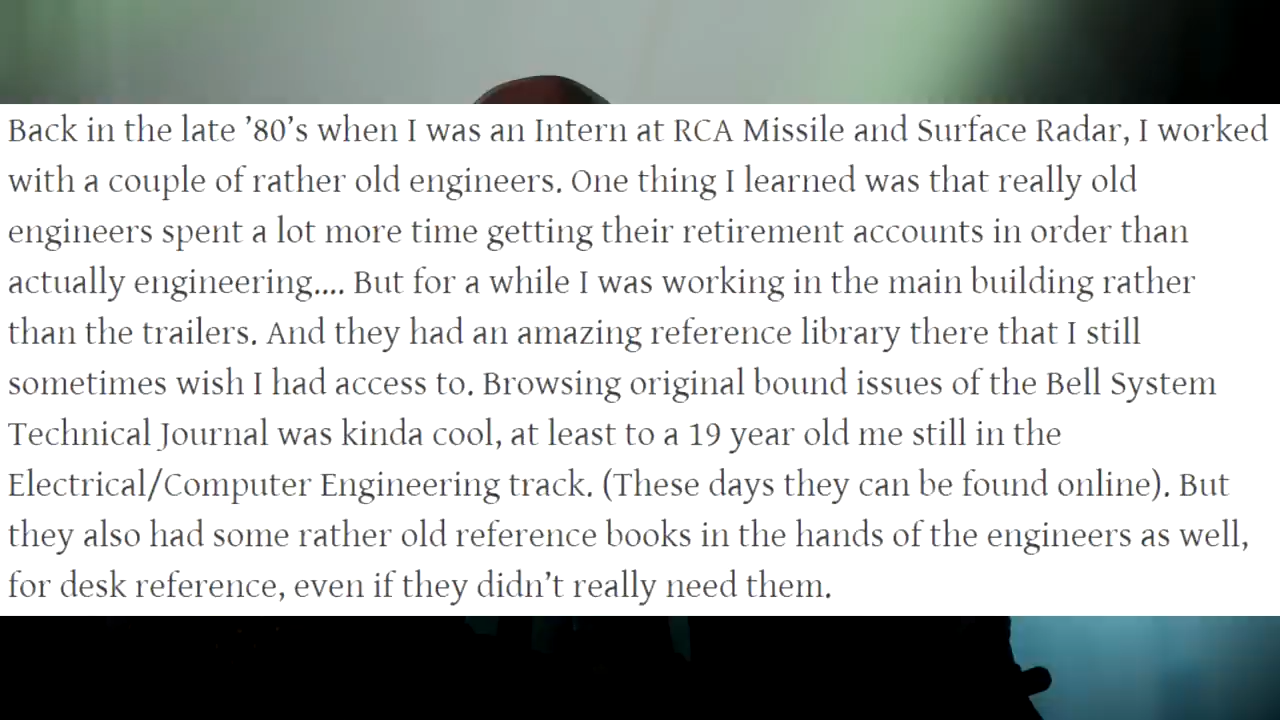 Back in the late ’80’s when I was an Intern at RCA Missile and Surface Radar, I worked
with a couple of rather old engineers. One thing I learned was that really old
engineers spent a lot more time getting their retirement accounts in order than
actually engineering…. But for a while I was working in the main building rather
than the trailers. And they had an amazing reference library there that I still
sometimes wish I had access to. Browsing original bound issues of the Bell System
Technical Journal was kinda cool, at least to a 19 year old me still in the
Electrical/Computer Engineering track. (These days they can be found online). But
they also had some rather old reference books in the hands of the engineers as well,
for desk reference, even if they didn’t really need them.